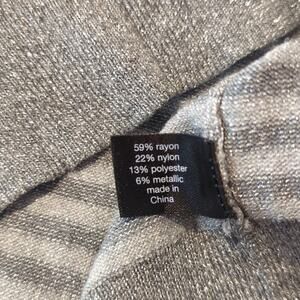 59% rayon
22% nylon
13% polyester
6% metallic
made in
China